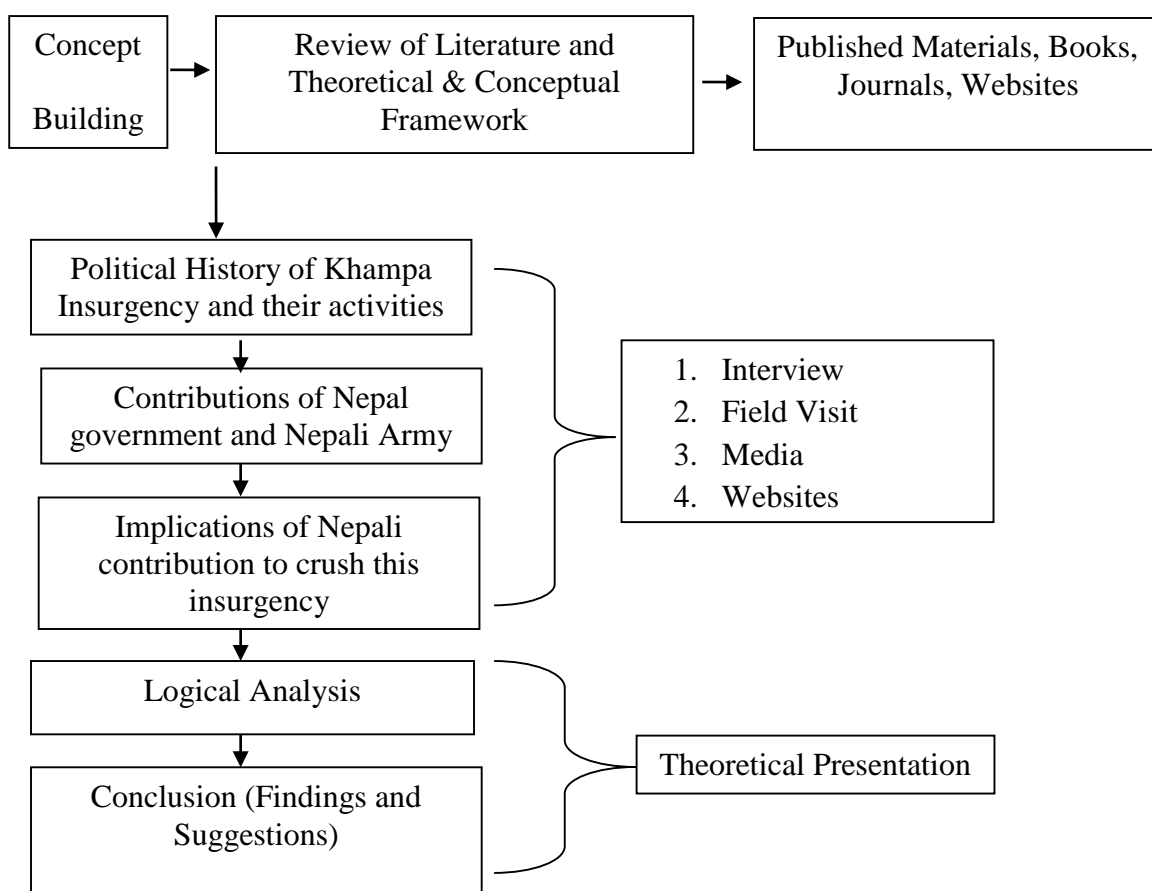 Concept
Building
Review of Literature and
Theoretical & Conceptual
Framework
Published Materials, Books,
Journals, Websites
Political History of Khampa
Insurgency and their activities
Contributions of Nepal
government and Nepali Army
Implications of Nepali
contribution to crush this
insurgency
1. Interview
2. Field Visit
3. Media
4. Websites
Logical Analysis
Conclusion (Findings and
Suggestions)
Theoretical Presentation